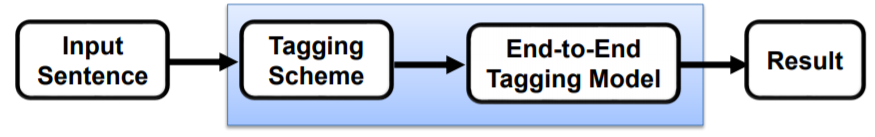 Input
Sentence
Tagging
Scheme
End-to-End
Tagging Model
Result